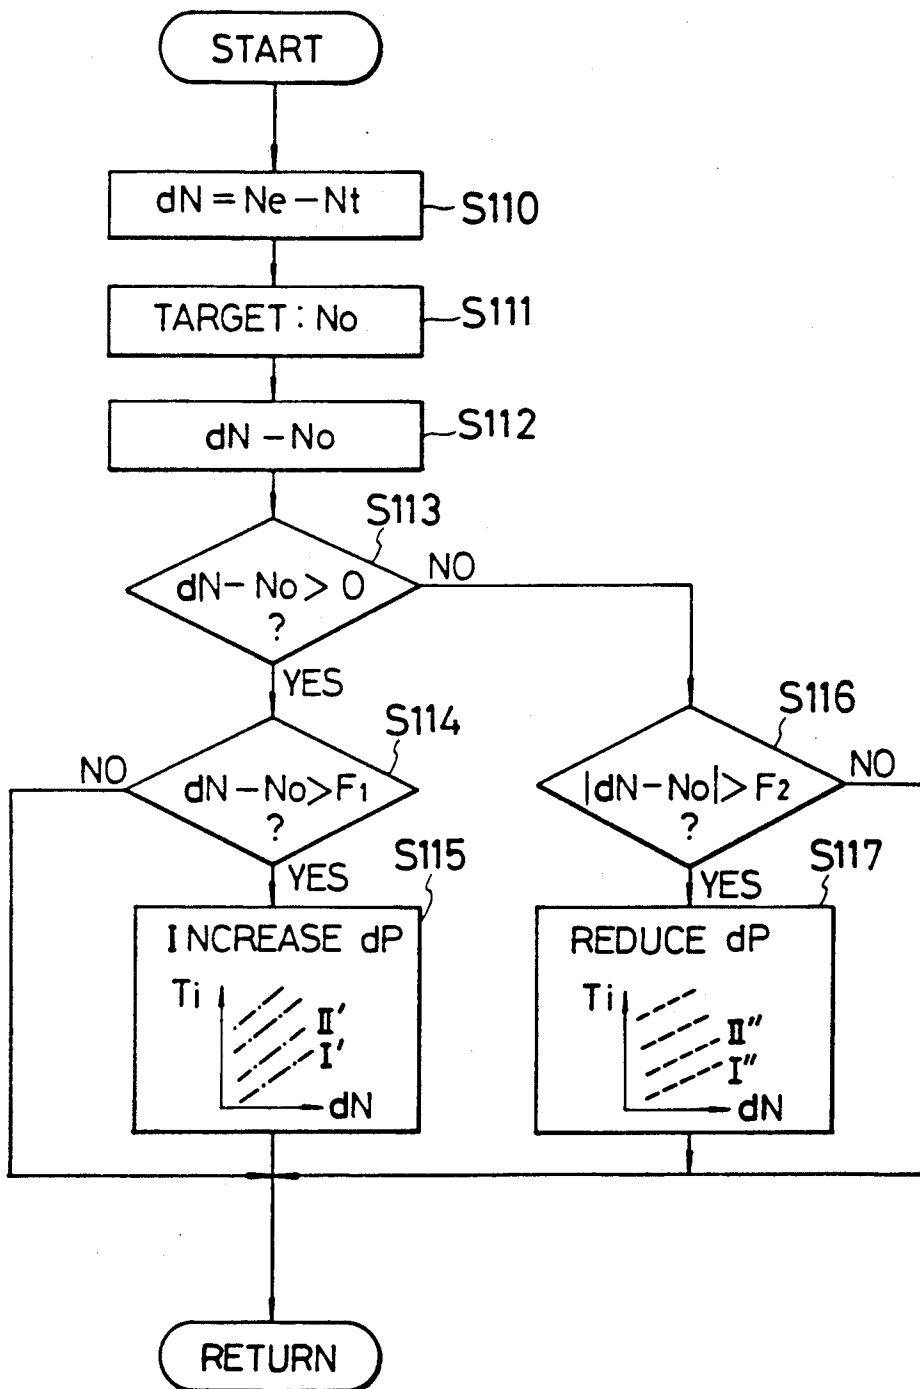 START
dN = Ne - Nt
S110
TARGET : No
S111
dN - No
S112
S113
dN - No > 0
?
NO
YES
S114
NO
dN - No > F1
?
YES
S116
|dN - No| > F2
?
NO
YES
S115
INCREASE dP
Ti
II'
I'
dN
S117
REDUCE dP
Ti
II"
I"
dN
RETURN